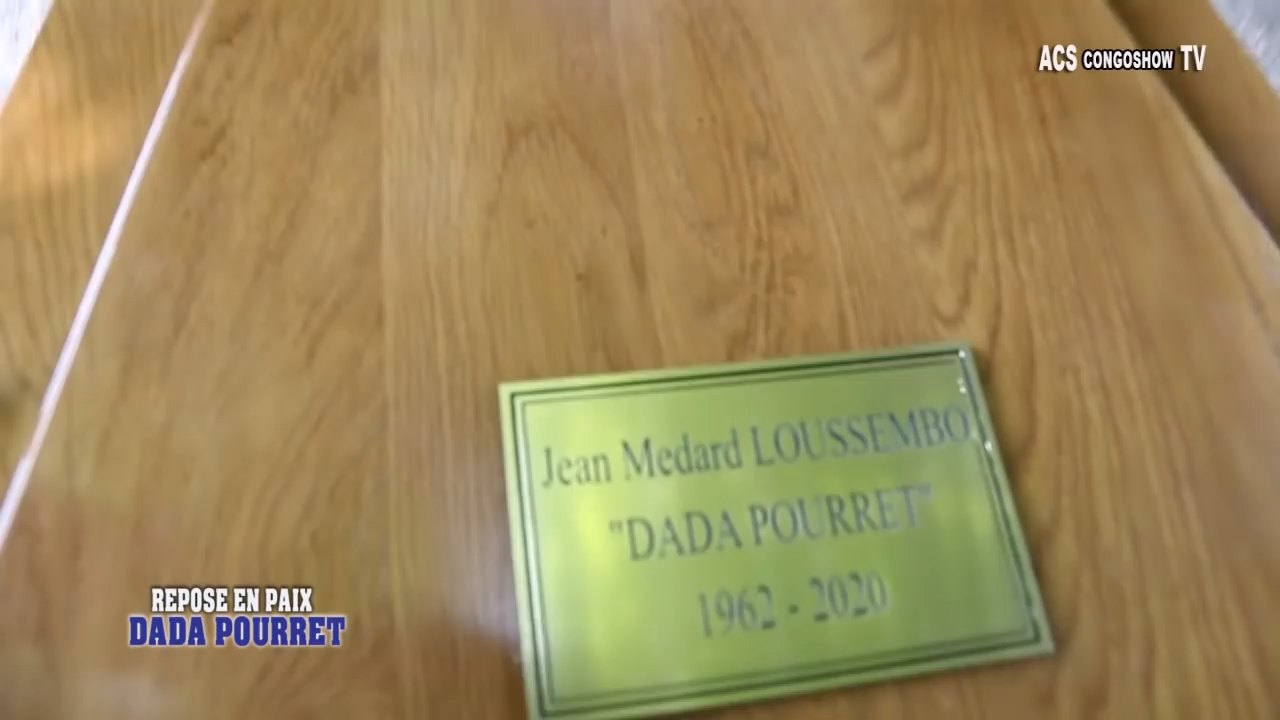 ACS CONGOSHOW TV
Jean Medard LOUSSEMBO
"DADA POURRET"
1962 - 2020
REPOSE EN PAIX
DADA POURRET